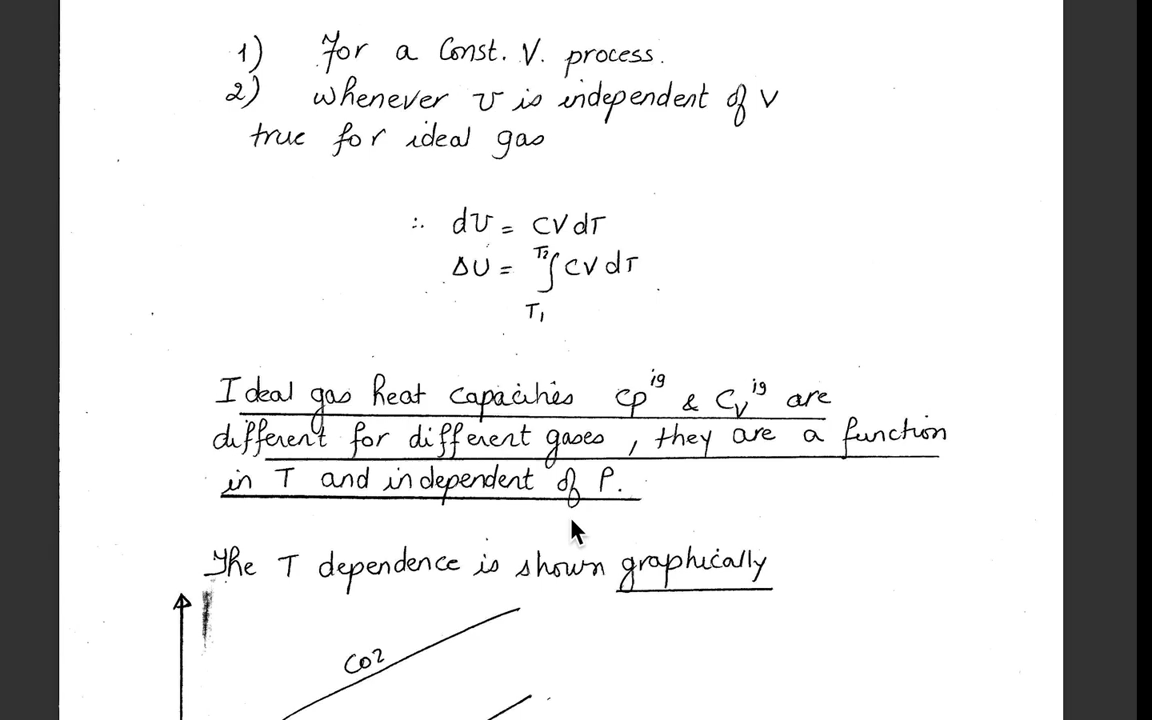 1) For a Const. V. process.
2) whenever U is independent of V
true for ideal gas
∴ dU = CV dT
ΔU = T2∫ CV dT
T1
Ideal gas heat capacities CP^ig & CV^ig are
different for different gases, they are a function
in T and independent of P.
The T dependence is shown graphically
CO2